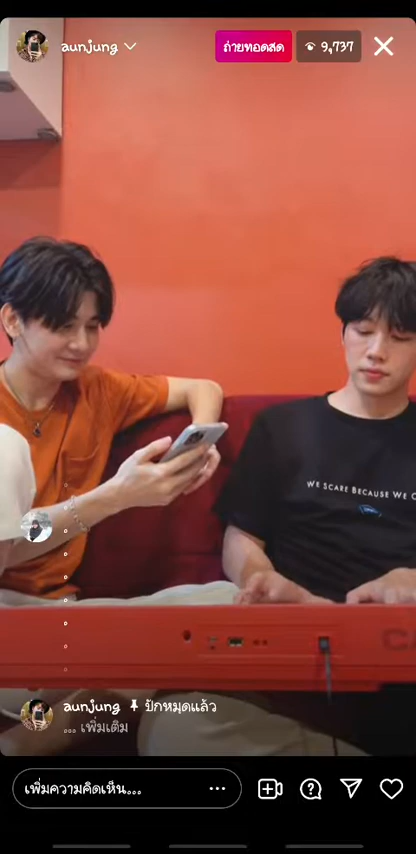 aunjung
ถ่ายทอดสด
9,737
WE SCARE BECAUSE WE C
CA
aunjung ปักหมุดแล้ว
... เพิ่มเติม
เพิ่มความคิดเห็น...